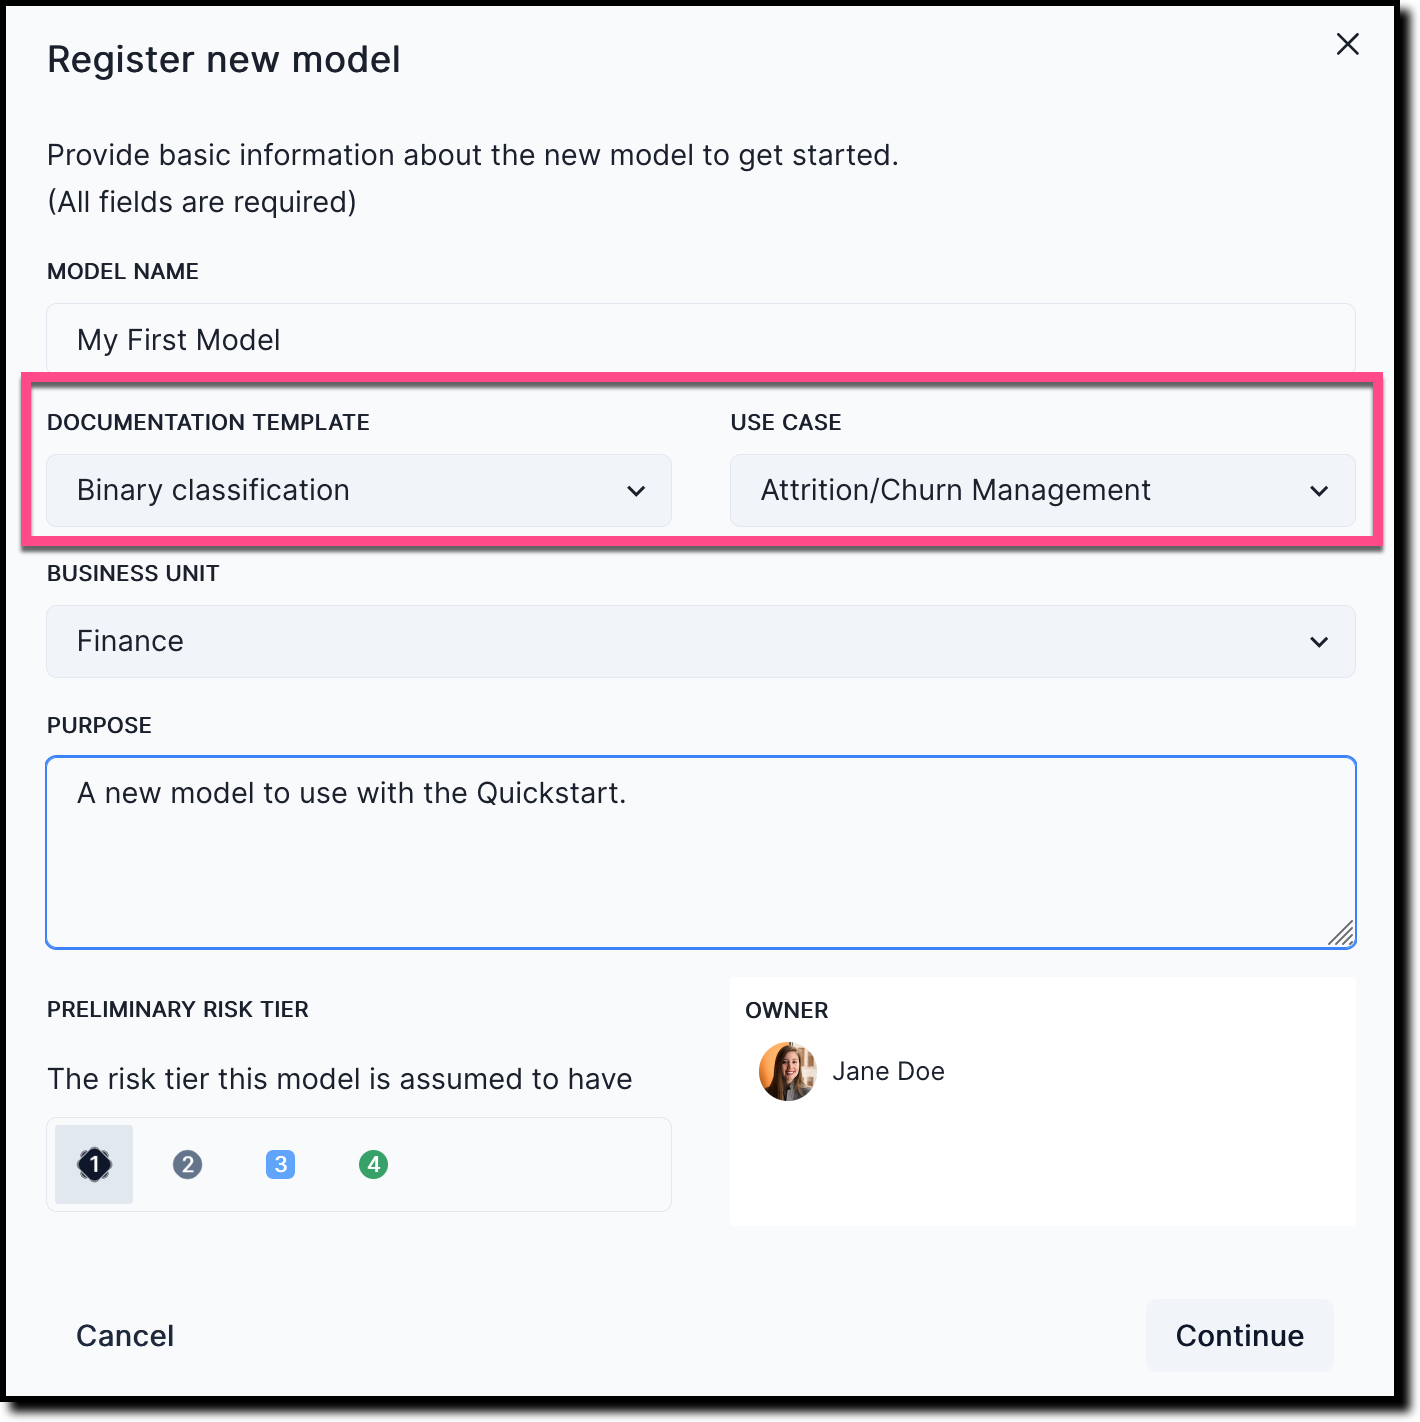 Register new model
Provide basic information about the new model to get started.
(All fields are required)
MODEL NAME
My First Model
DOCUMENTATION TEMPLATE
Binary classification
USE CASE
Attrition/Churn Management
BUSINESS UNIT
Finance
PURPOSE
A new model to use with the Quickstart.
PRELIMINARY RISK TIER
The risk tier this model is assumed to have
1 2 3 4
OWNER
Jane Doe
Cancel
Continue